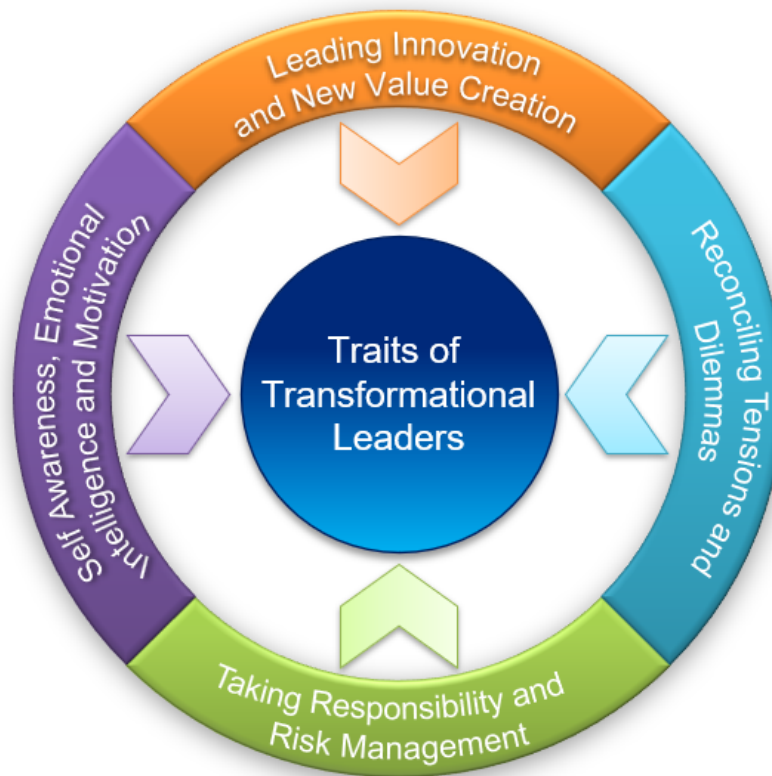 Leading Innovation
and New Value Creation
Reconciling Tensions and
Dilemmas
Taking Responsibility and
Risk Management
Self Awareness, Emotional
Intelligence and Motivation
Traits of
Transformational
Leaders